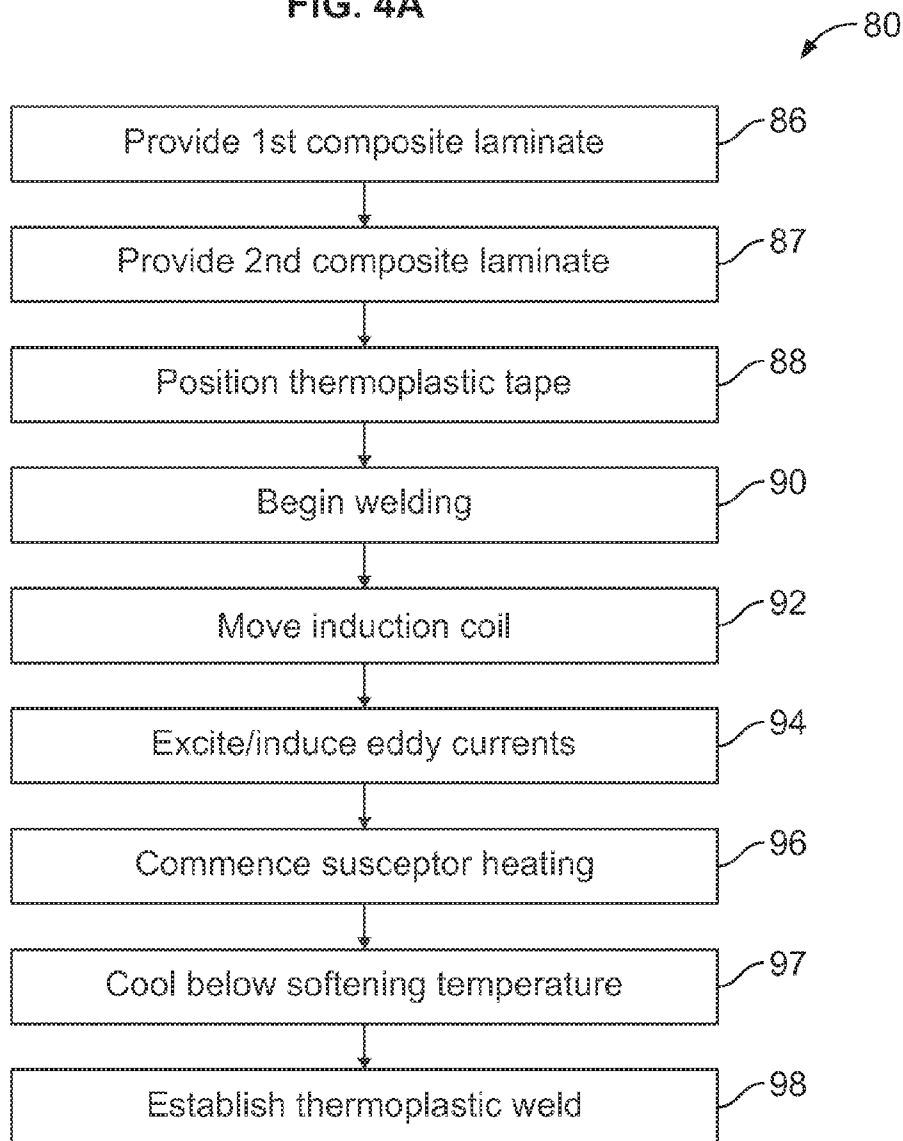 FIG. 4A
80
Provide 1st composite laminate
86
Provide 2nd composite laminate
87
Position thermoplastic tape
88
Begin welding
90
Move induction coil
92
Excite/induce eddy currents
94
Commence susceptor heating
96
Cool below softening temperature
97
Establish thermoplastic weld
98